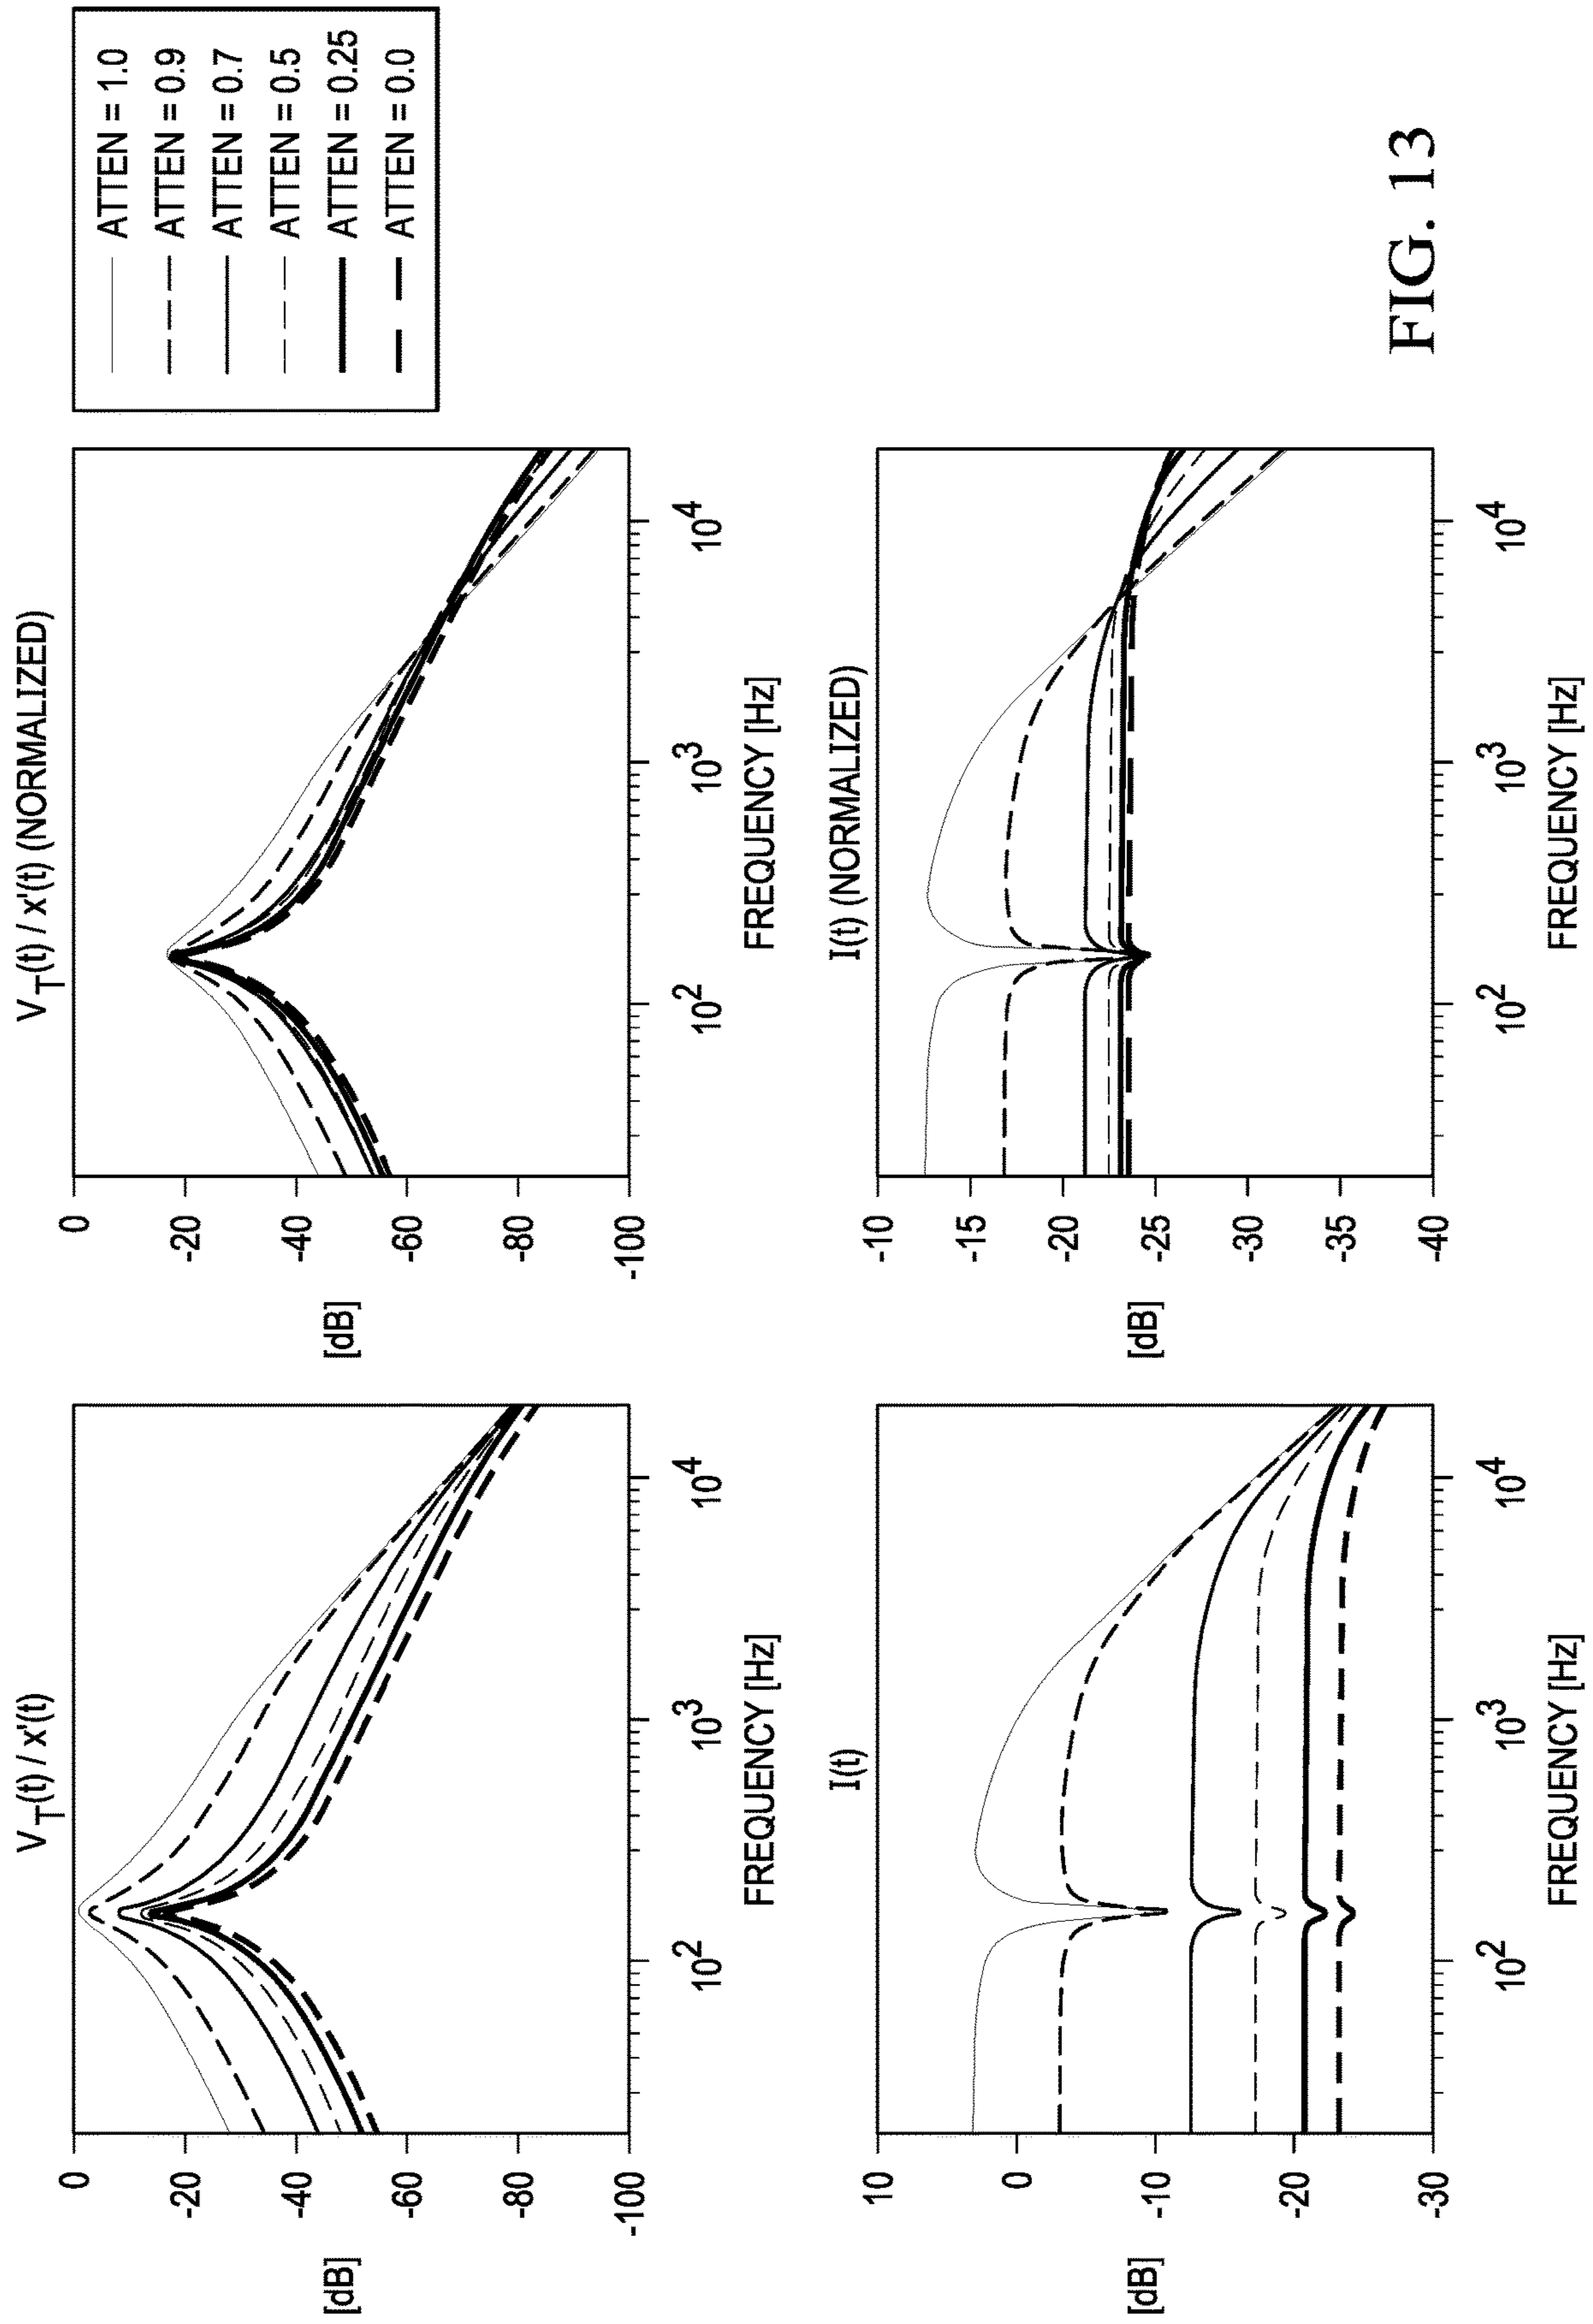 V_T(t) / x'(t)
[dB]
0
-20
-40
-60
-80
-100
10^2
10^3
10^4
FREQUENCY [Hz]
V_T(t) / x'(t) (NORMALIZED)
[dB]
0
-20
-40
-60
-80
-100
10^2
10^3
10^4
FREQUENCY [Hz]
ATTEN = 1.0
ATTEN = 0.9
ATTEN = 0.7
ATTEN = 0.5
ATTEN = 0.25
ATTEN = 0.0
I(t)
[dB]
10
0
-10
-20
-30
10^2
10^3
10^4
FREQUENCY [Hz]
I(t) (NORMALIZED)
[dB]
-10
-15
-20
-25
-30
-35
-40
10^2
10^3
10^4
FREQUENCY [Hz]
FIG. 13